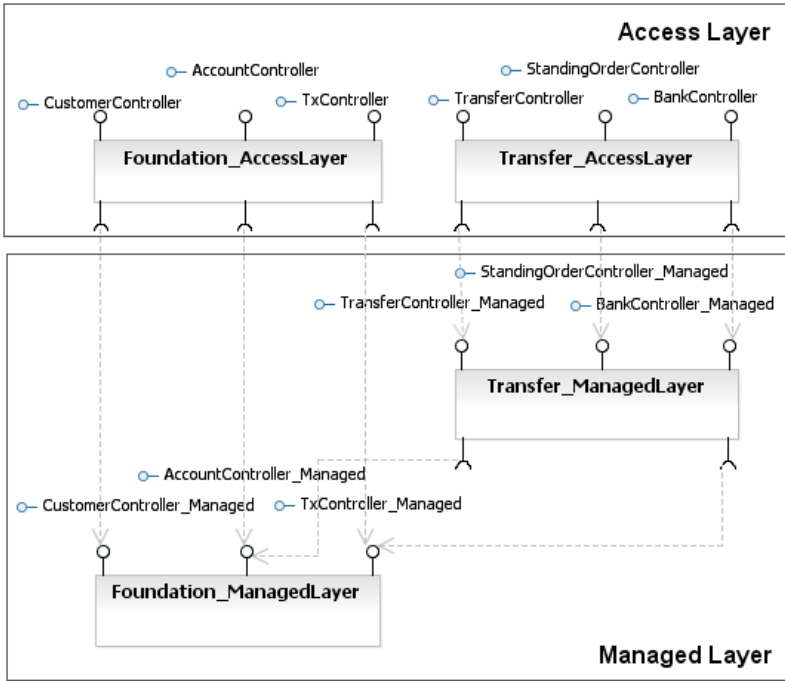 Access Layer
AccountController
StandingOrderController
CustomerController
TxController
TransferController
BankController
Foundation_AccessLayer
Transfer_AccessLayer
StandingOrderController_Managed
TransferController_Managed
BankController_Managed
Transfer_ManagedLayer
AccountController_Managed
CustomerController_Managed
TxController_Managed
Foundation_ManagedLayer
Managed Layer